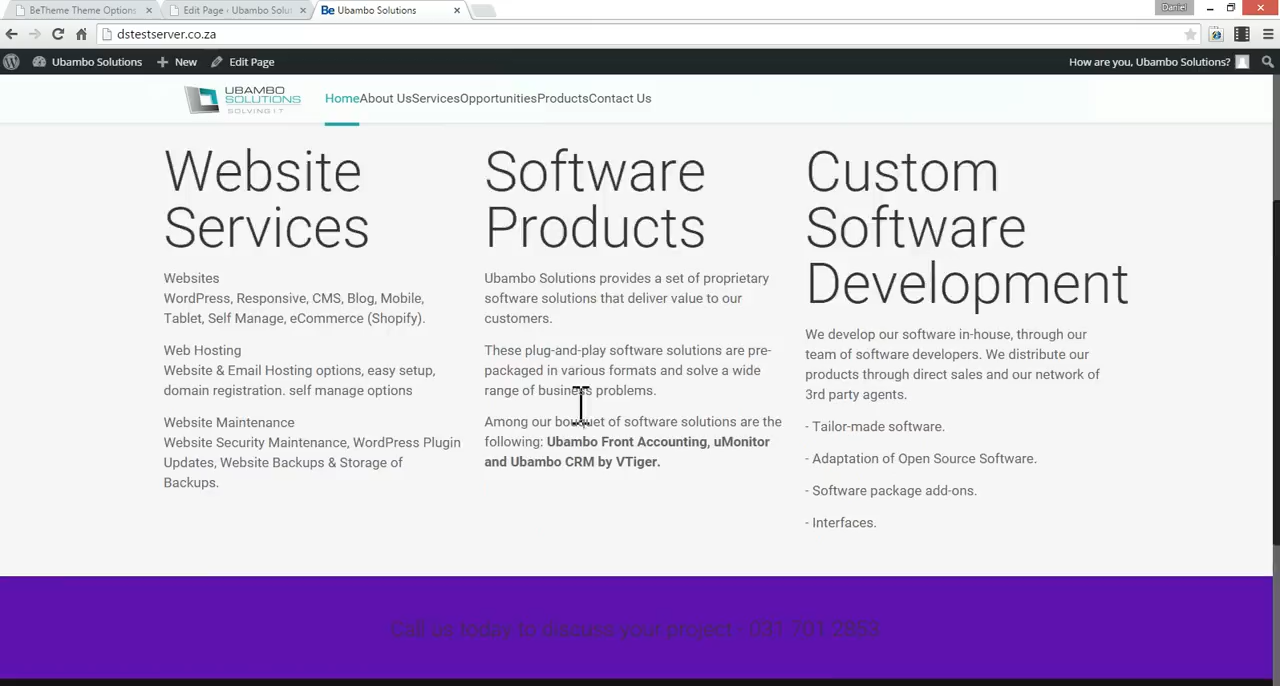 BeTheme Theme Options
Edit Page ‹ Ubambo Solut
Be Ubambo Solutions
Daniel
dstestserver.co.za
Ubambo Solutions
New
Edit Page
How are you, Ubambo Solutions?
UBAMBO
SOLUTIONS
SOLVING I.T
Home
About Us
Services
Opportunities
Products
Contact Us
Website
Services
Websites
WordPress, Responsive, CMS, Blog, Mobile,
Tablet, Self Manage, eCommerce (Shopify).
Web Hosting
Website & Email Hosting options, easy setup,
domain registration. self manage options
Website Maintenance
Website Security Maintenance, WordPress Plugin
Updates, Website Backups & Storage of
Backups.
Software
Products
Ubambo Solutions provides a set of proprietary
software solutions that deliver value to our
customers.
These plug-and-play software solutions are pre-
packaged in various formats and solve a wide
range of business problems.
Among our bouquet of software solutions are the
following: Ubambo Front Accounting, uMonitor
and Ubambo CRM by VTiger.
Custom
Software
Development
We develop our software in-house, through our
team of software developers. We distribute our
products through direct sales and our network of
3rd party agents.
- Tailor-made software.
- Adaptation of Open Source Software.
- Software package add-ons.
- Interfaces.
Call us today to discuss your project : 031 701 2853